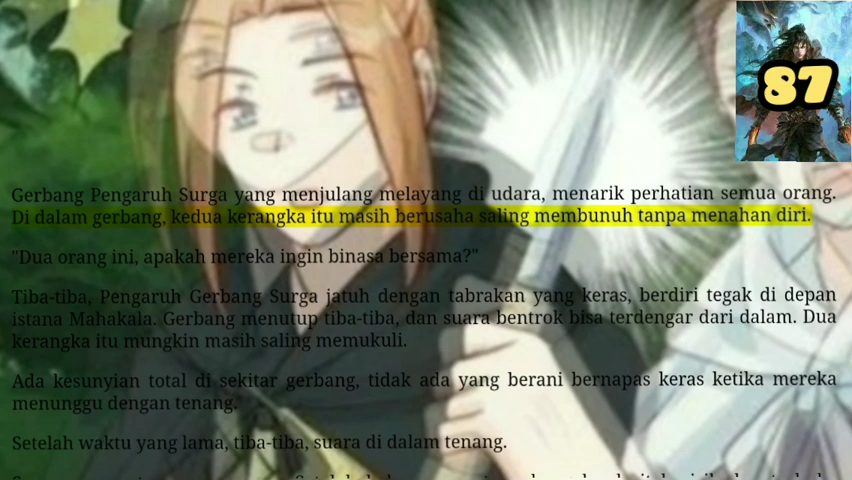 87
Gerbang Pengaruh Surga yang menjulang melayang di udara, menarik perhatian semua orang.
Di dalam gerbang, kedua kerangka itu masih berusaha saling membunuh tanpa menahan diri.
"Dua orang ini, apakah mereka ingin binasa bersama?"
Tiba-tiba, Pengaruh Gerbang Surga jatuh dengan tabrakan yang keras, berdiri tegak di depan
istana Mahakala. Gerbang menutup tiba-tiba, dan suara bentrok bisa terdengar dari dalam. Dua
kerangka itu mungkin masih saling memukuli.
Ada kesunyian total di sekitar gerbang, tidak ada yang berani bernapas keras ketika mereka
menunggu dengan tenang.
Setelah waktu yang lama, tiba-tiba, suara di dalam tenang.